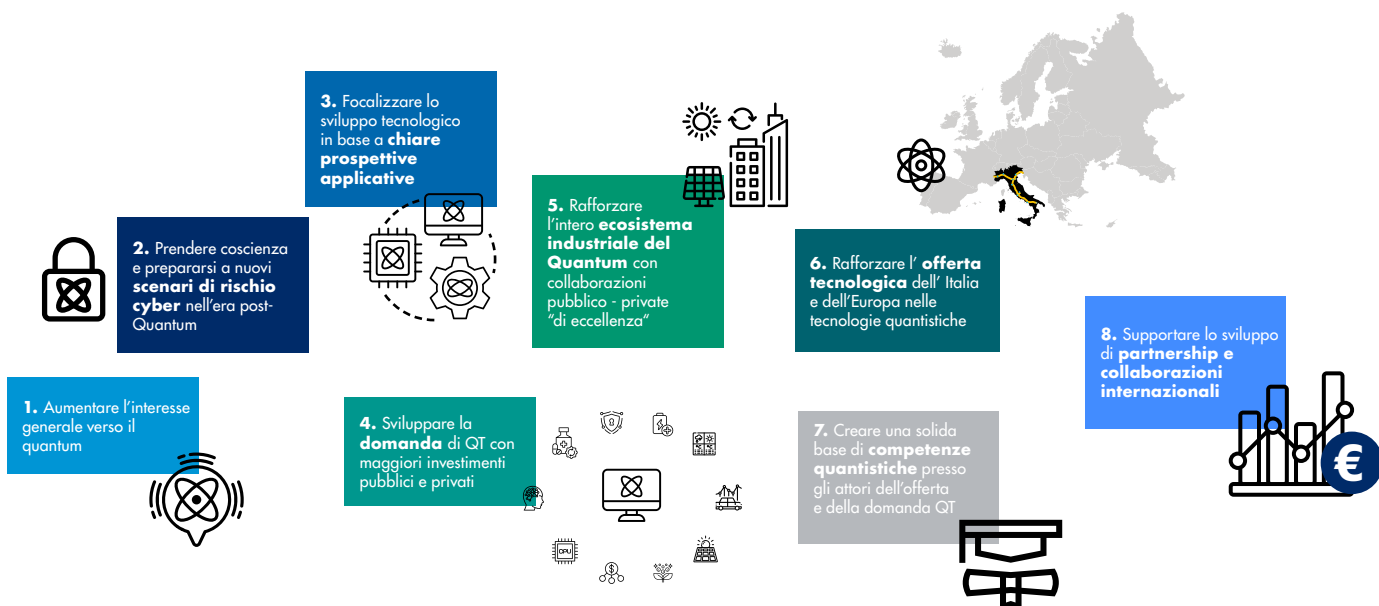 1. Aumentare l'interesse
generale verso il
quantum
2. Prendere coscienza
e prepararsi a nuovi
scenari di rischio
cyber nell'era post-
Quantum
3. Focalizzare lo
sviluppo tecnologico
in base a chiare
prospettive
applicative
4. Sviluppare la
domanda di QT con
maggiori investimenti
pubblici e privati
CPU
5. Rafforzare
l'intero ecosistema
industriale del
Quantum con
collaborazioni
pubblico - private
"di eccellenza"
6. Rafforzare l' offerta
tecnologica dell' Italia
e dell'Europa nelle
tecnologie quantistiche
7. Creare una solida
base di competenze
quantistiche presso
gli attori dell'offerta
e della domanda QT
8. Supportare lo sviluppo
di partnership e
collaborazioni
internazionali
€